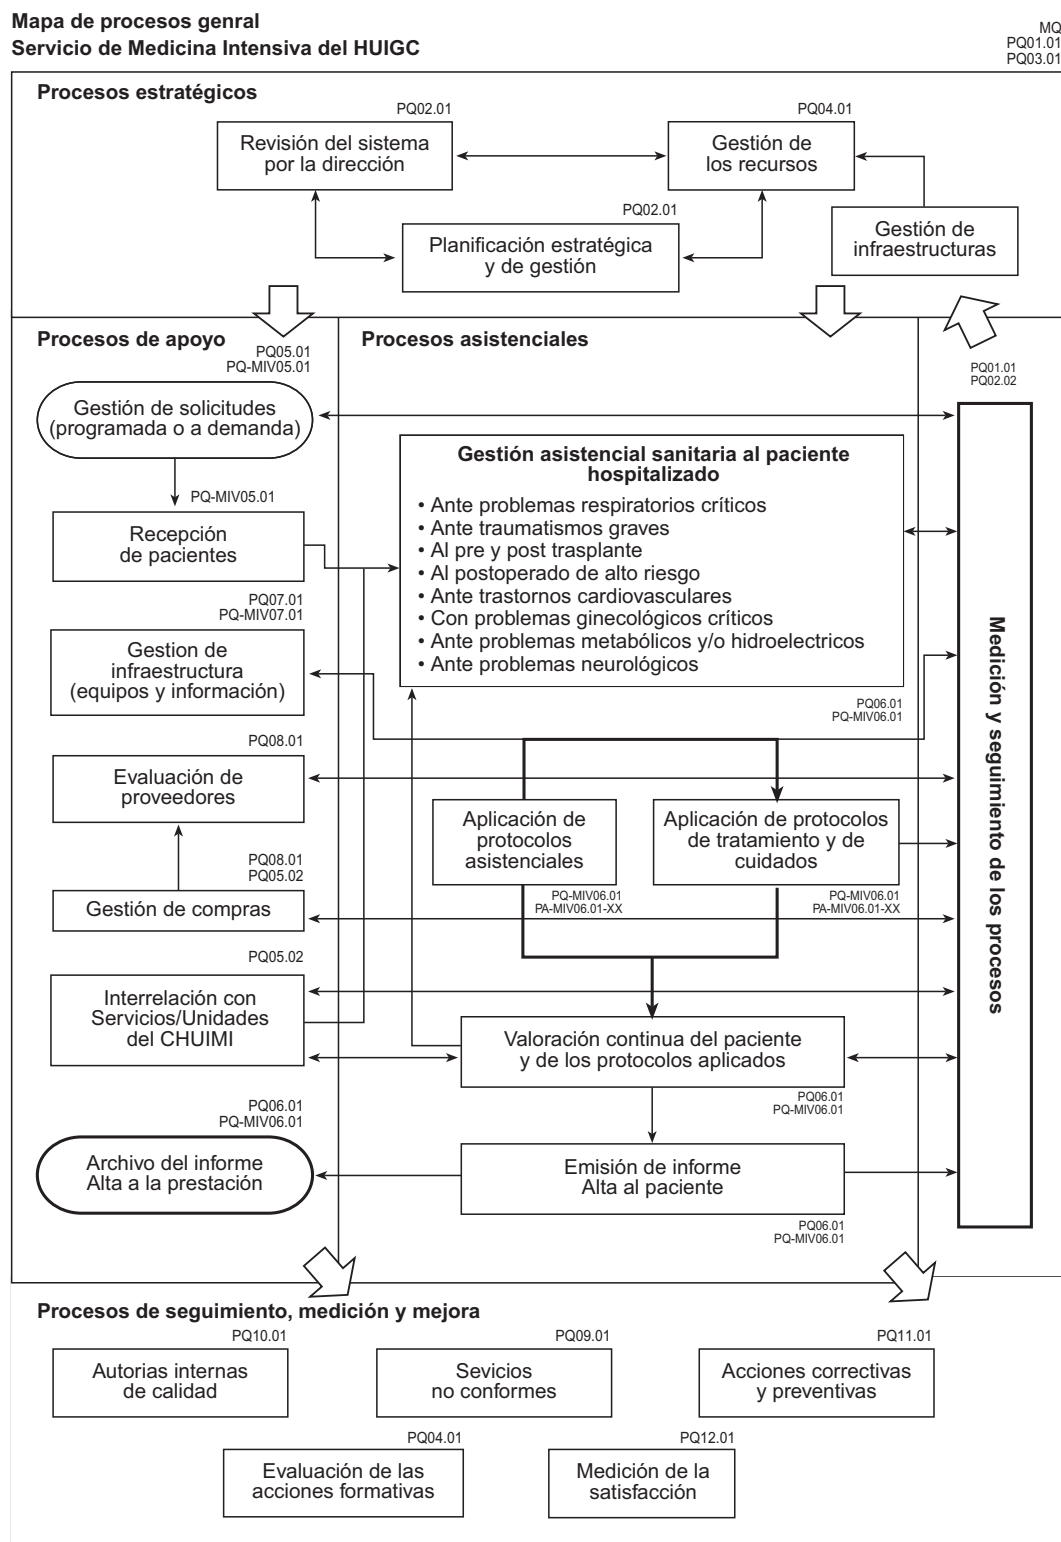 Mapa de procesos genral
Servicio de Medicina Intensiva del HUIGC
MQ
PQ01.01
PQ03.01
Procesos estratégicos
PQ02.01
Revisión del sistema
por la dirección
PQ04.01
Gestión de
los recursos
PQ02.01
Planificación estratégica
y de gestión
Gestión de
infraestructuras
Procesos de apoyo
PQ05.01
PQ-MIV05.01
Gestión de solicitudes
(programada o a demanda)
PQ-MIV05.01
Recepción
de pacientes
PQ07.01
PQ-MIV07.01
Gestion de
infraestructura
(equipos y información)
PQ08.01
Evaluación de
proveedores
PQ08.01
PQ05.02
Gestión de compras
PQ05.02
Interrelación con
Servicios/Unidades
del CHUIMI
PQ06.01
PQ-MIV06.01
Archivo del informe
Alta a la prestación
Procesos asistenciales
Gestión asistencial sanitaria al paciente
hospitalizado
• Ante problemas respiratorios críticos
• Ante traumatismos graves
• Al pre y post trasplante
• Al postoperado de alto riesgo
• Ante trastornos cardiovasculares
• Con problemas ginecológicos críticos
• Ante problemas metabólicos y/o hidroelectricos
• Ante problemas neurológicos
PQ06.01
PQ-MIV06.01
Aplicación de
protocolos
asistenciales
PQ-MIV06.01
PA-MIV06.01-XX
Aplicación de protocolos
de tratamiento y de
cuidados
PQ-MIV06.01
PA-MIV06.01-XX
Valoración continua del paciente
y de los protocolos aplicados
PQ06.01
PQ-MIV06.01
Emisión de informe
Alta al paciente
PQ06.01
PQ-MIV06.01
PQ01.01
PQ02.02
Medición y seguimiento de los procesos
Procesos de seguimiento, medición y mejora
PQ10.01
Autorias internas
de calidad
PQ09.01
Sevicios
no conformes
PQ11.01
Acciones correctivas
y preventivas
PQ04.01
Evaluación de las
acciones formativas
PQ12.01
Medición de la
satisfacción